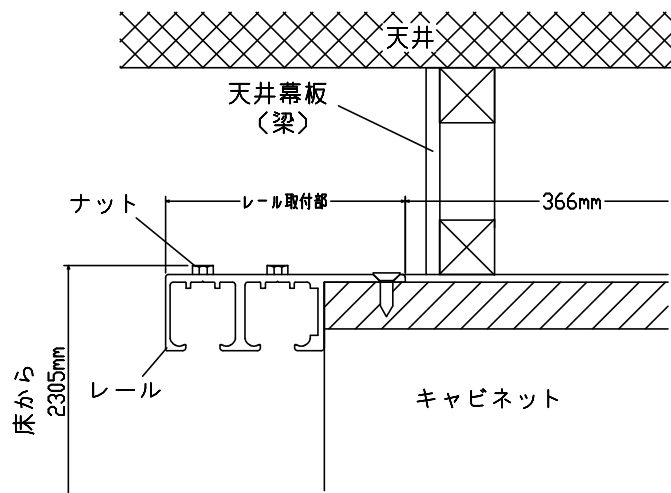 天井
天井幕板
（梁）
ナット
レール取付部
366mm
レール
床から
2305mm
キャビネット